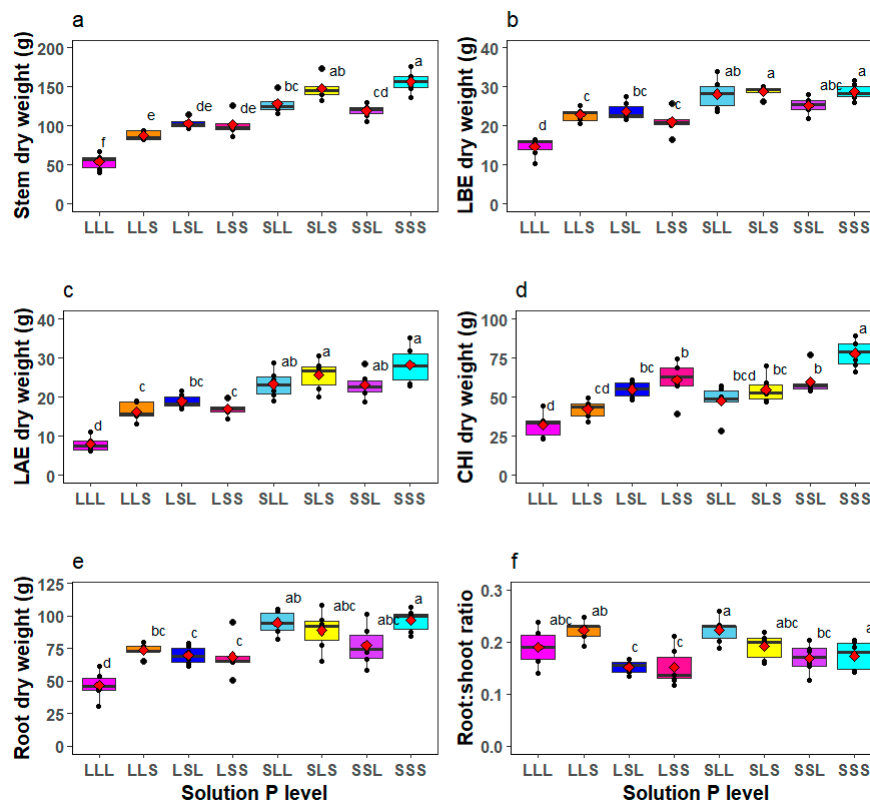 a
Stem dry weight (g)
200
150
100
50
0
f
e
de
de
bc
ab
cd
a
LLL LLS LSL LSS SLL SLS SSL SSS
b
LBE dry weight (g)
40
30
20
10
0
d
c
bc
c
ab
a
abc
a
LLL LLS LSL LSS SLL SLS SSL SSS
c
LAE dry weight (g)
40
30
20
10
0
d
c
bc
c
ab
a
ab
a
LLL LLS LSL LSS SLL SLS SSL SSS
d
CHI dry weight (g)
100
75
50
25
0
d
cd
bc
b
bcd
bc
b
a
LLL LLS LSL LSS SLL SLS SSL SSS
e
Root dry weight (g)
125
100
75
50
25
0
d
bc
c
c
ab
abc
abc
a
LLL LLS LSL LSS SLL SLS SSL SSS
Solution P level
f
Root:shoot ratio
0.3
0.2
0.1
0.0
abc
ab
c
c
a
abc
bc
a
LLL LLS LSL LSS SLL SLS SSL SSS
Solution P level